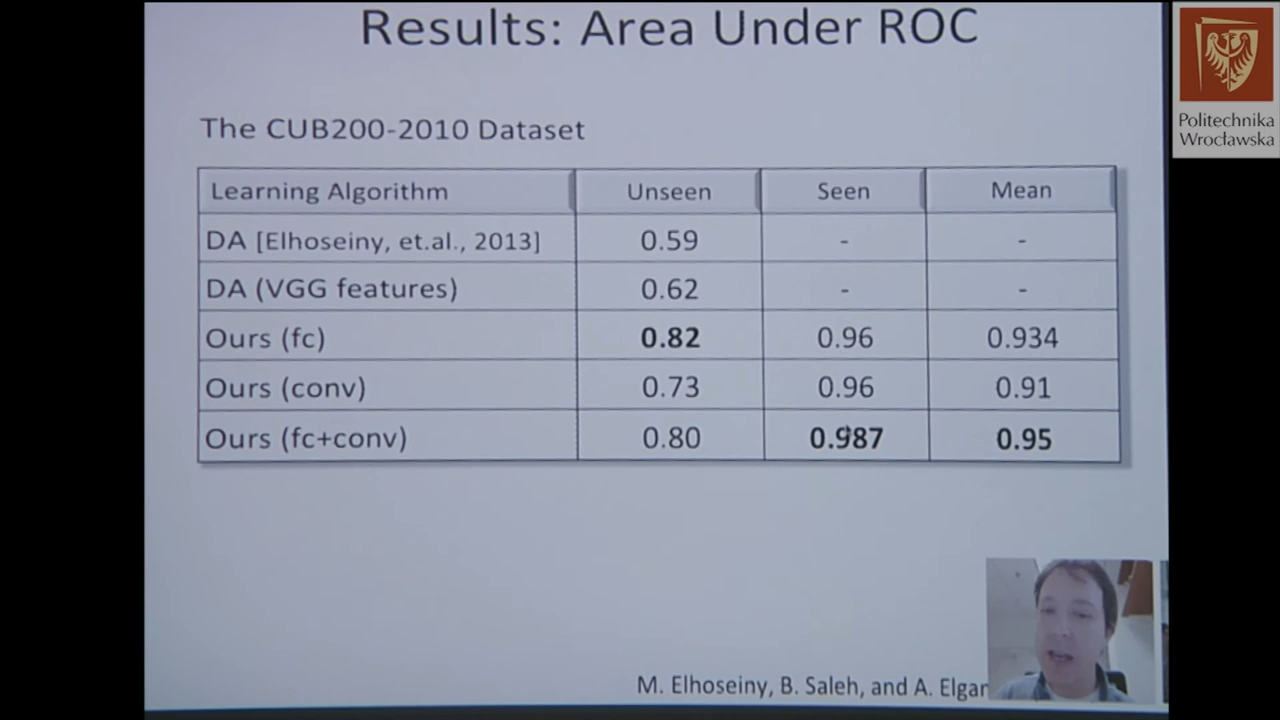 Results: Area Under ROC
Politechnika
Wrocławska
The CUB200-2010 Dataset
Learning Algorithm Unseen Seen Mean
DA [Elhoseiny, et.al., 2013] 0.59 - -
DA (VGG features) 0.62 - -
Ours (fc) 0.82 0.96 0.934
Ours (conv) 0.73 0.96 0.91
Ours (fc+conv) 0.80 0.987 0.95
M. Elhoseiny, B. Saleh, and A. Elgar